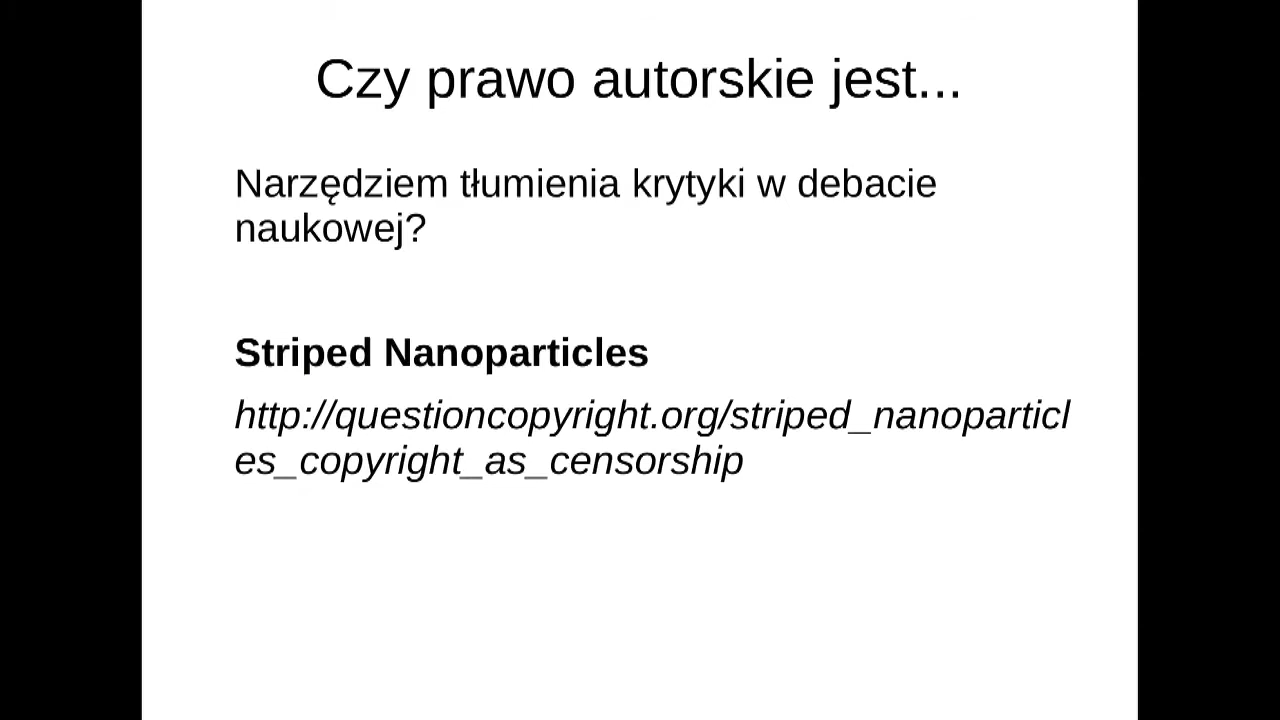 Czy prawo autorskie jest...
Narzędziem tłumienia krytyki w debacie
naukowej?
Striped Nanoparticles
http://questioncopyright.org/striped_nanoparticl
es_copyright_as_censorship